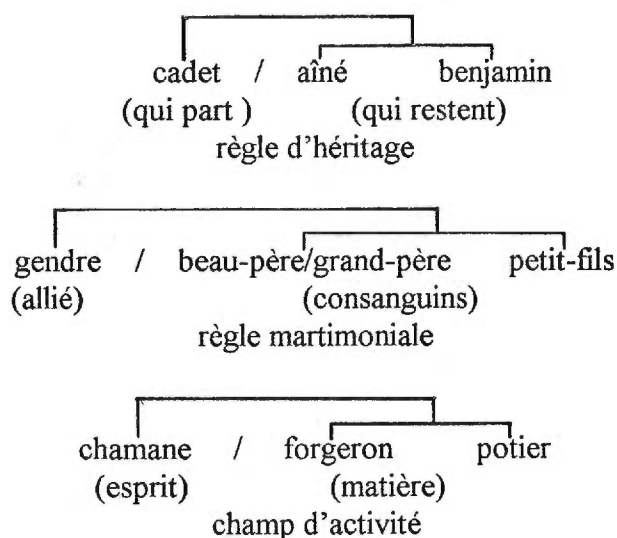 cadet / aîné benjamin
(qui part ) (qui restent)
règle d'héritage
gendre / beau-père/grand-père petit-fils
(allié) (consanguins)
règle martimoniale
chamane / forgeron potier
(esprit) (matière)
champ d'activité